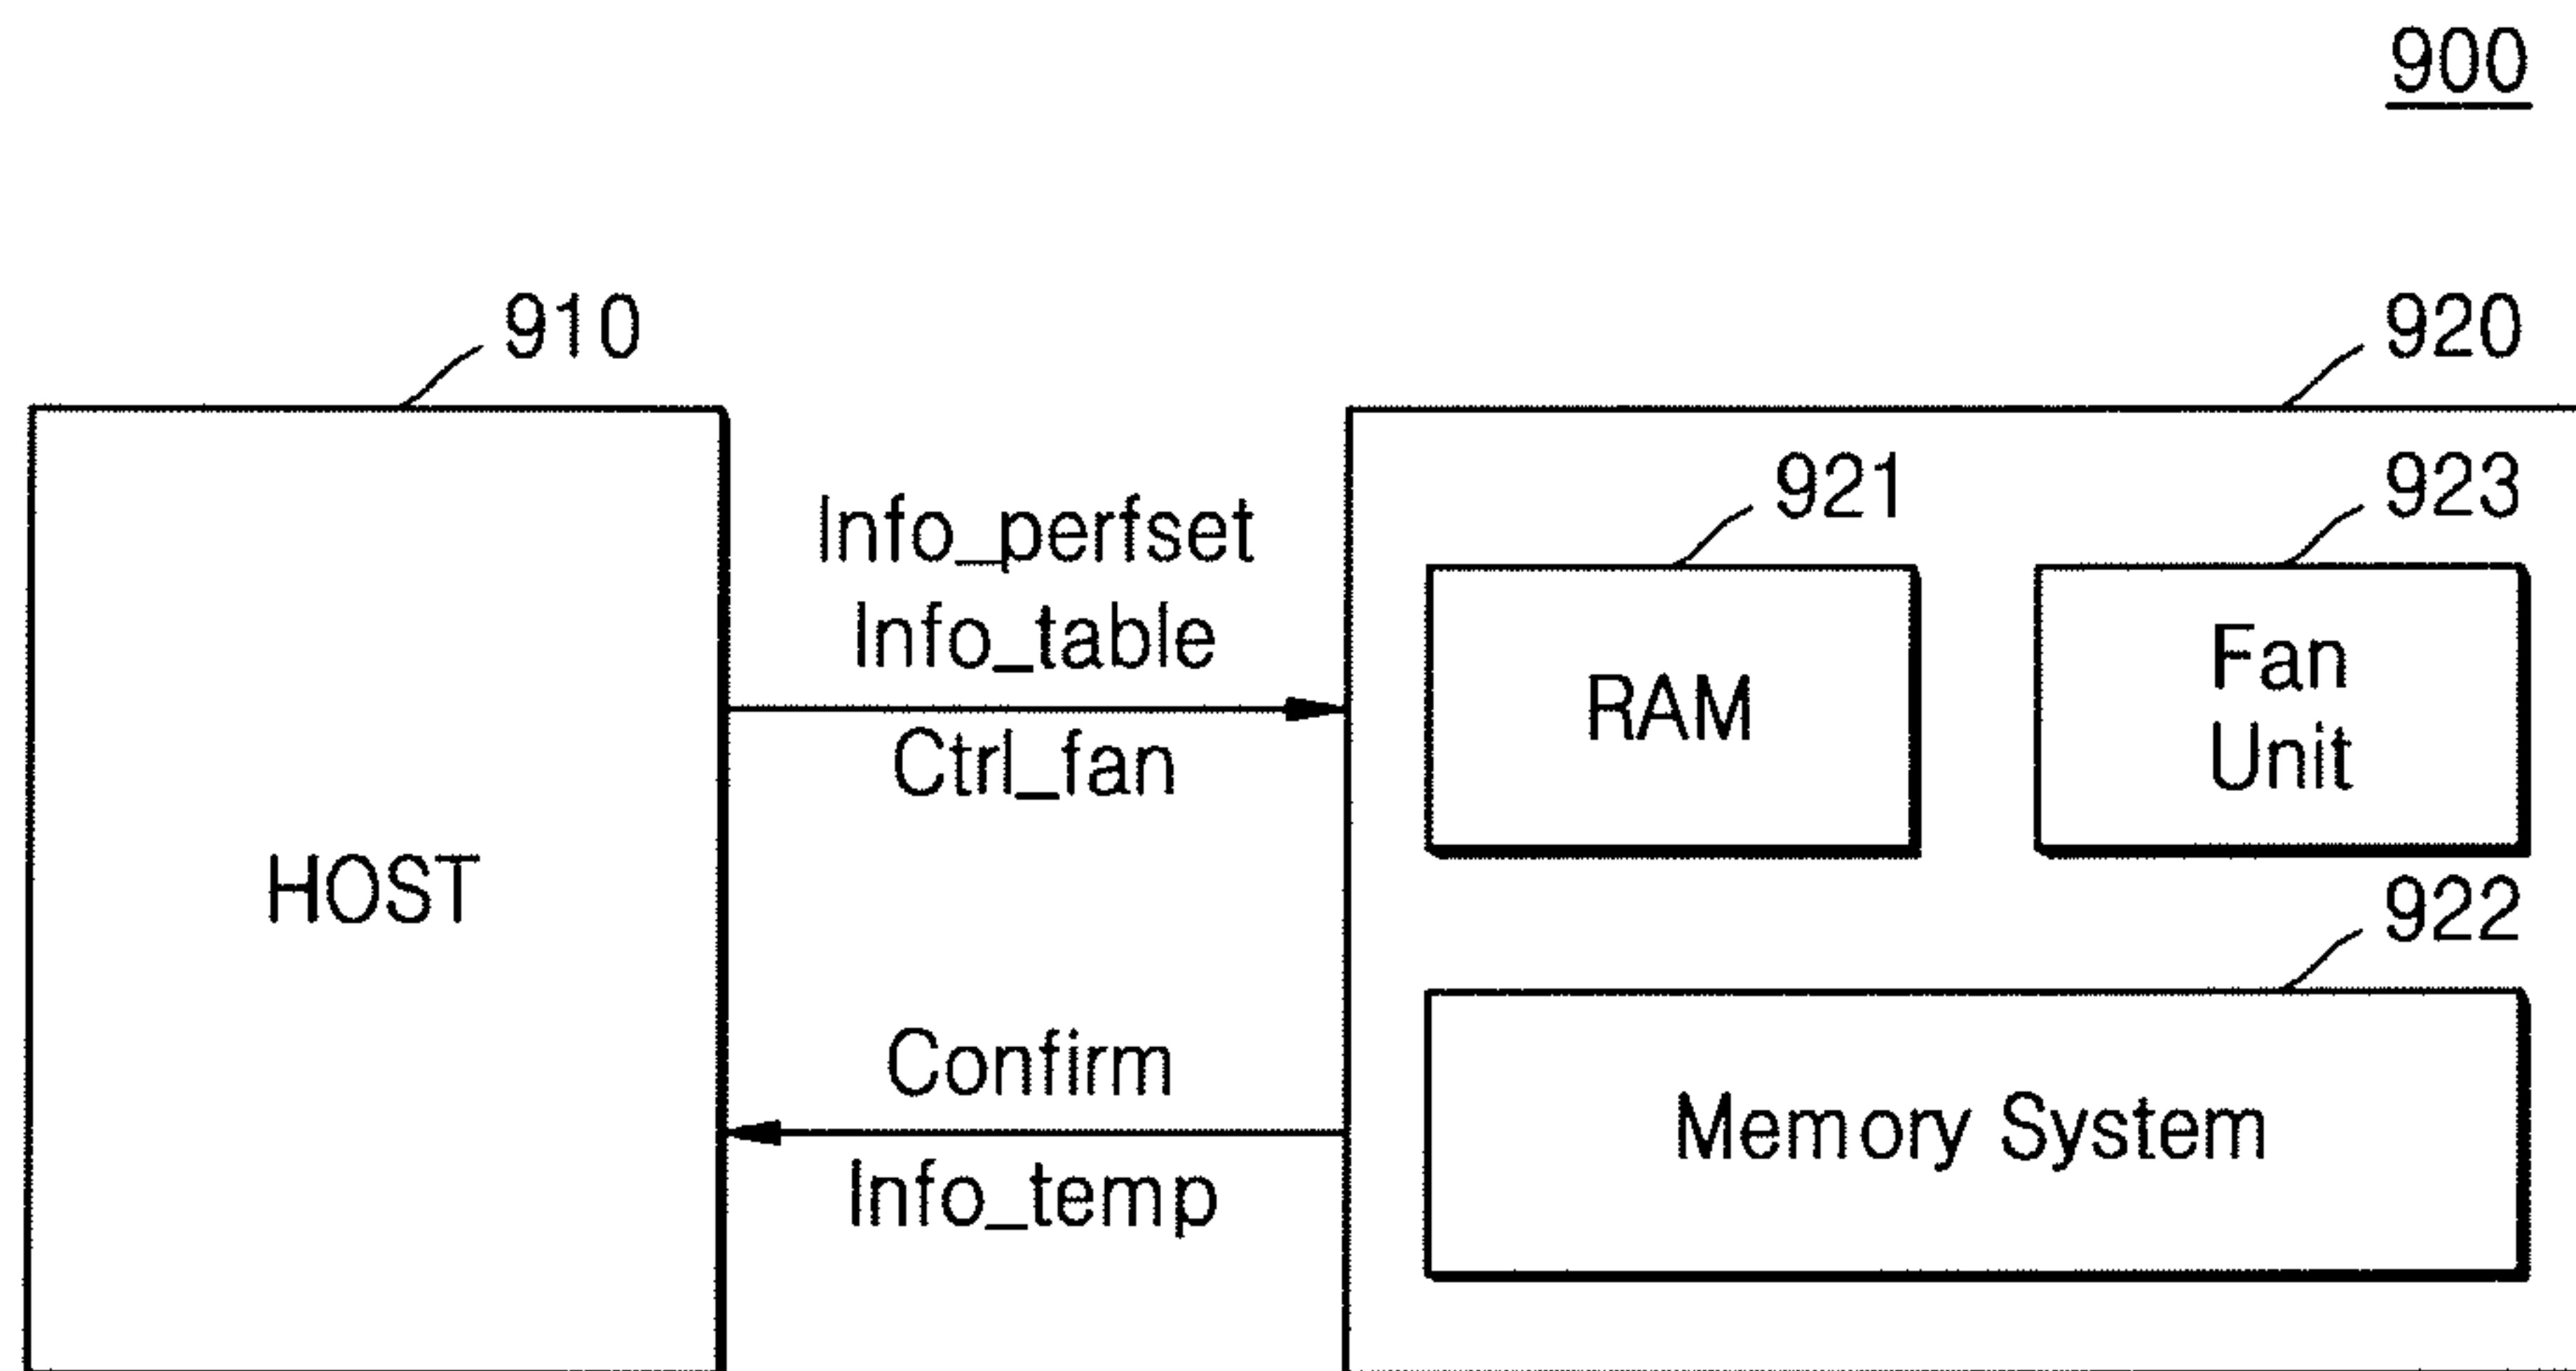 900
910
920
Info_perfset
Info_table
Ctrl_fan
HOST
Confirm
Info_temp
921
923
RAM
Fan
Unit
922
Memory System